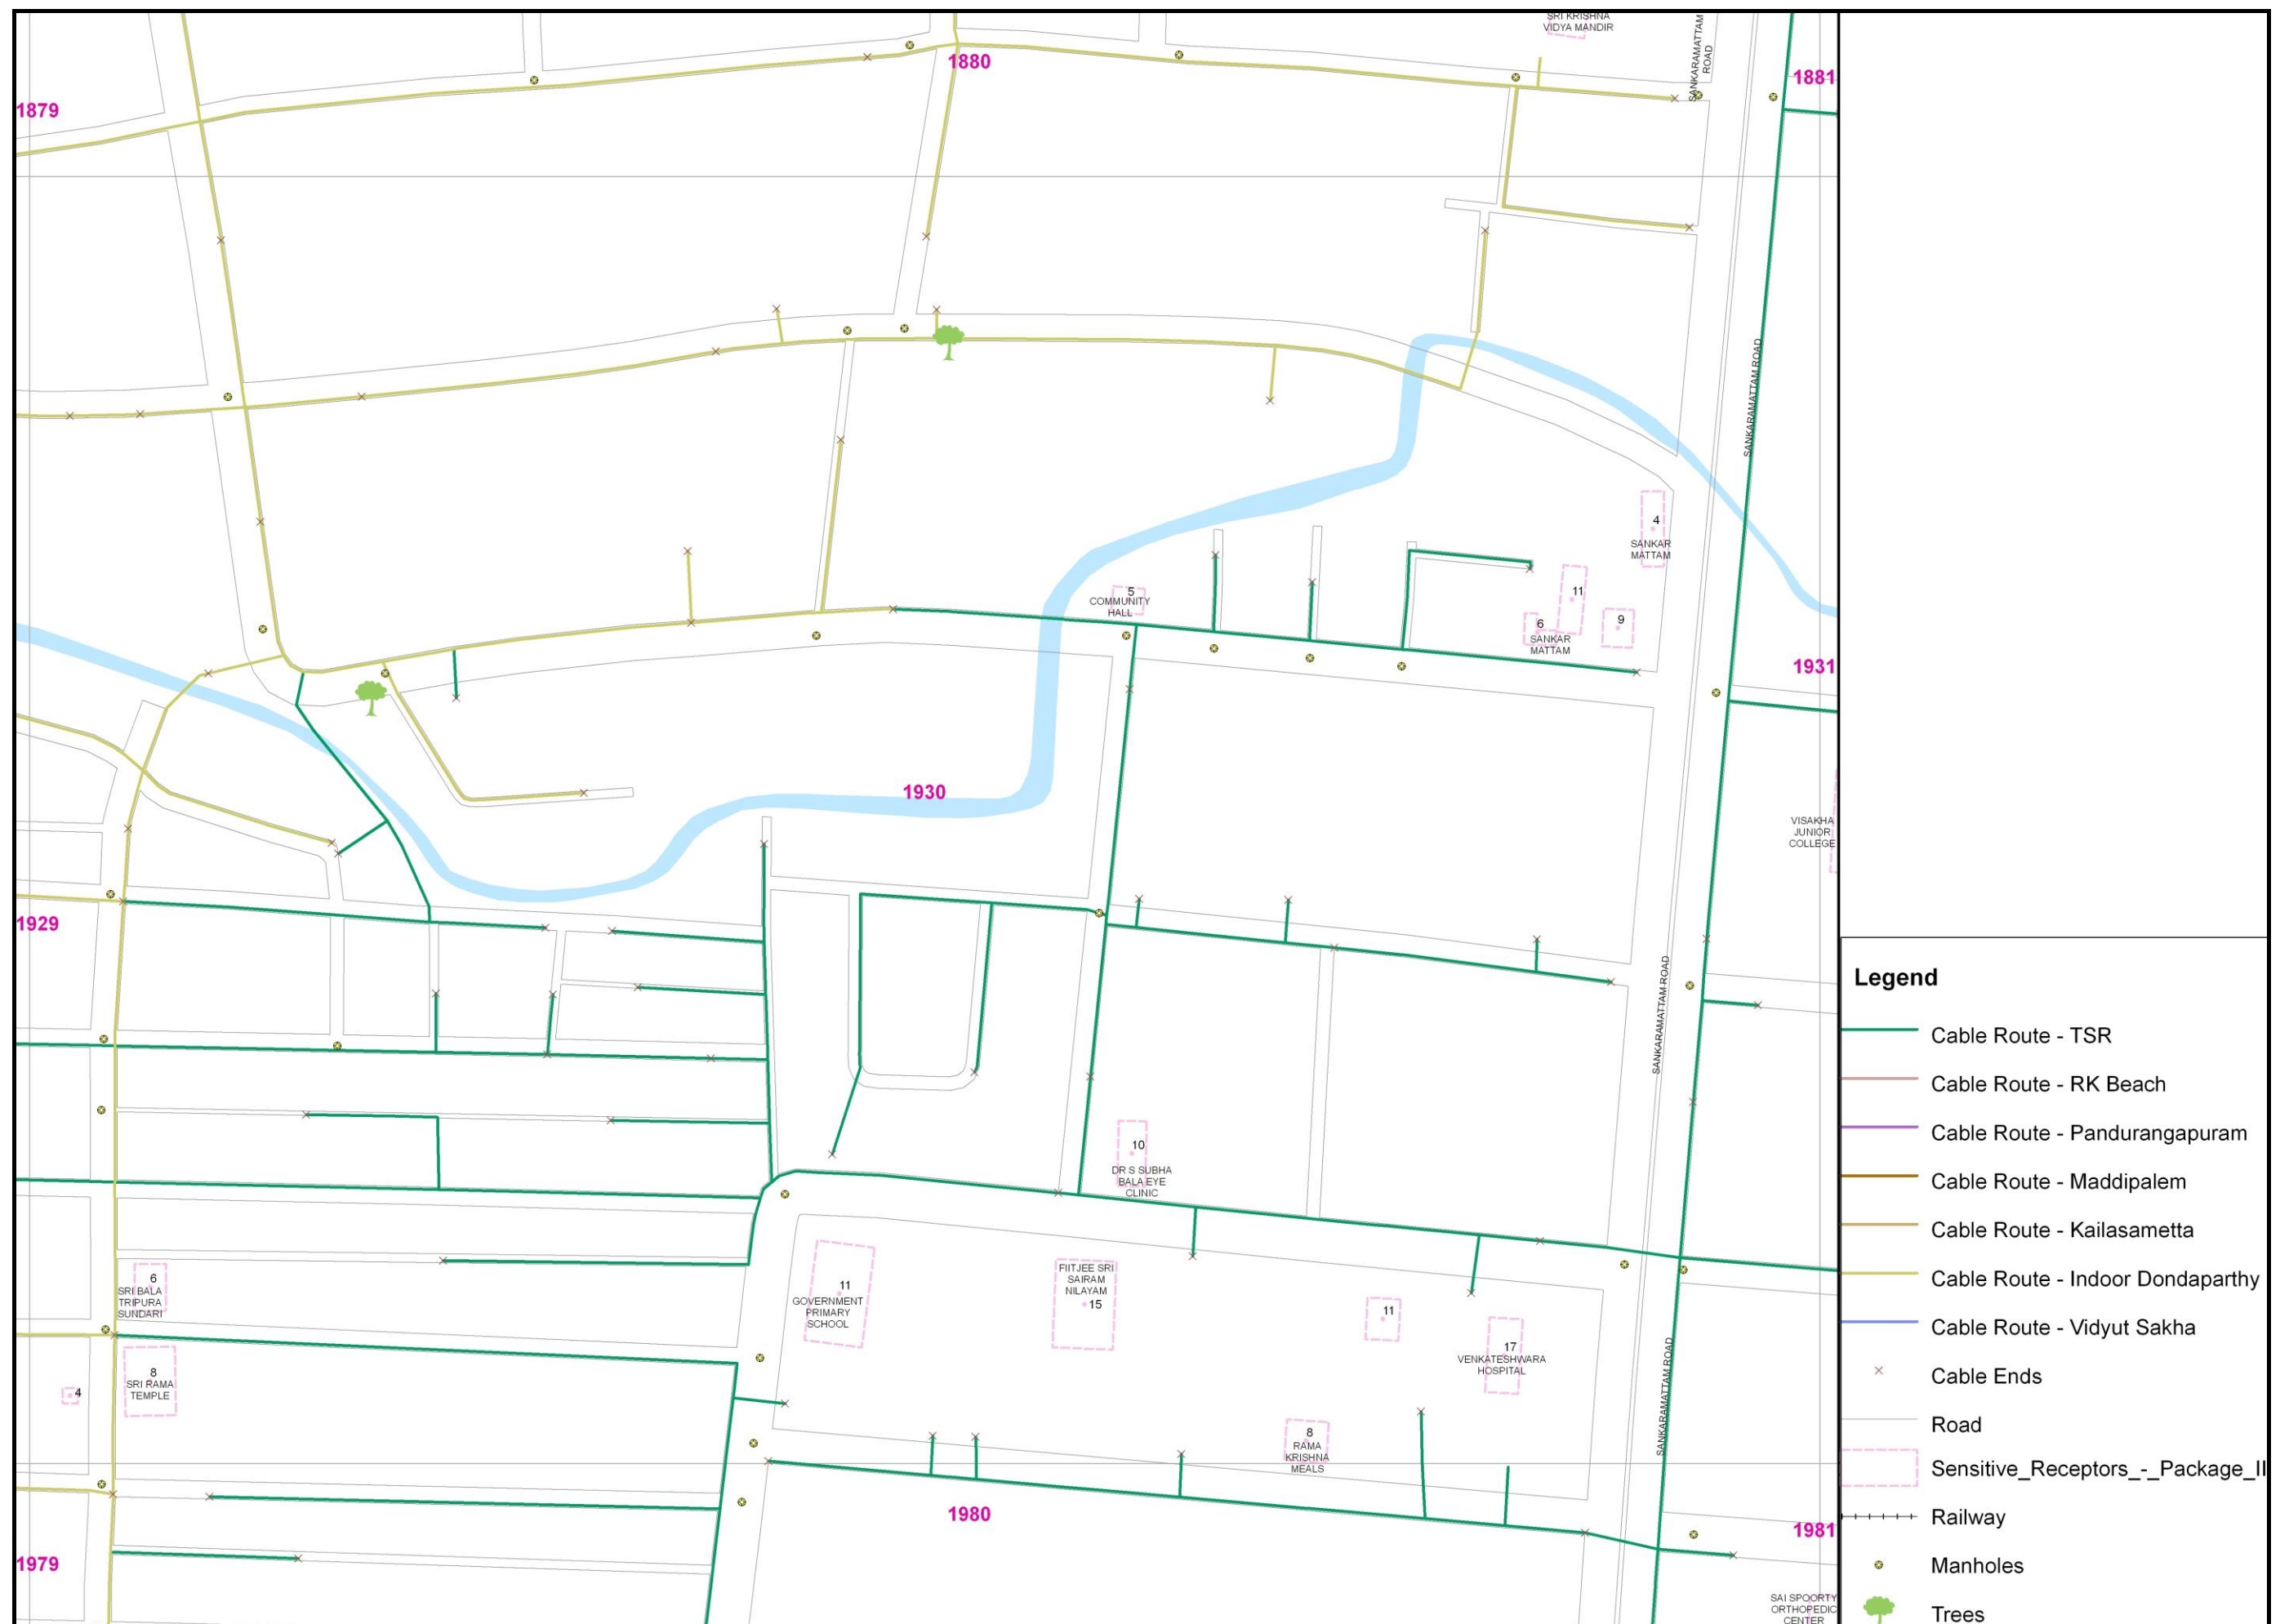 SRI KRISHNA
VIDYA MANDIR
SANKARAMATTAM
ROAD
1880
1881
1879
SANKARAMATTAM ROAD
4
SANKAR
MATTAM
5
COMMUNITY
HALL
11
9
6
SANKAR
MATTAM
1931
1930
VISAKHA
JUNIOR
COLLEGE
1929
SANKARAMATTAM ROAD
10
DR S SUBHA
BALA EYE
CLINIC
6
SRI BALA
TRIPURA
SUNDARI
11
GOVERNMENT
PRIMARY
SCHOOL
FIITJEE SRI
SAIRAM
NILAYAM
15
11
17
VENKATESHWARA
HOSPITAL
8
SRI RAMA
TEMPLE
4
SANKARAMATTAM ROAD
8
RAMA
KRISHNA
MEALS
1980
1981
1979
SAI SPOORTY
ORTHOPEDIC
CENTER
Legend
Cable Route - TSR
Cable Route - RK Beach
Cable Route - Pandurangapuram
Cable Route - Maddipalem
Cable Route - Kailasametta
Cable Route - Indoor Dondaparthy
Cable Route - Vidyut Sakha
Cable Ends
Road
Sensitive_Receptors_-_Package_II
Railway
Manholes
Trees